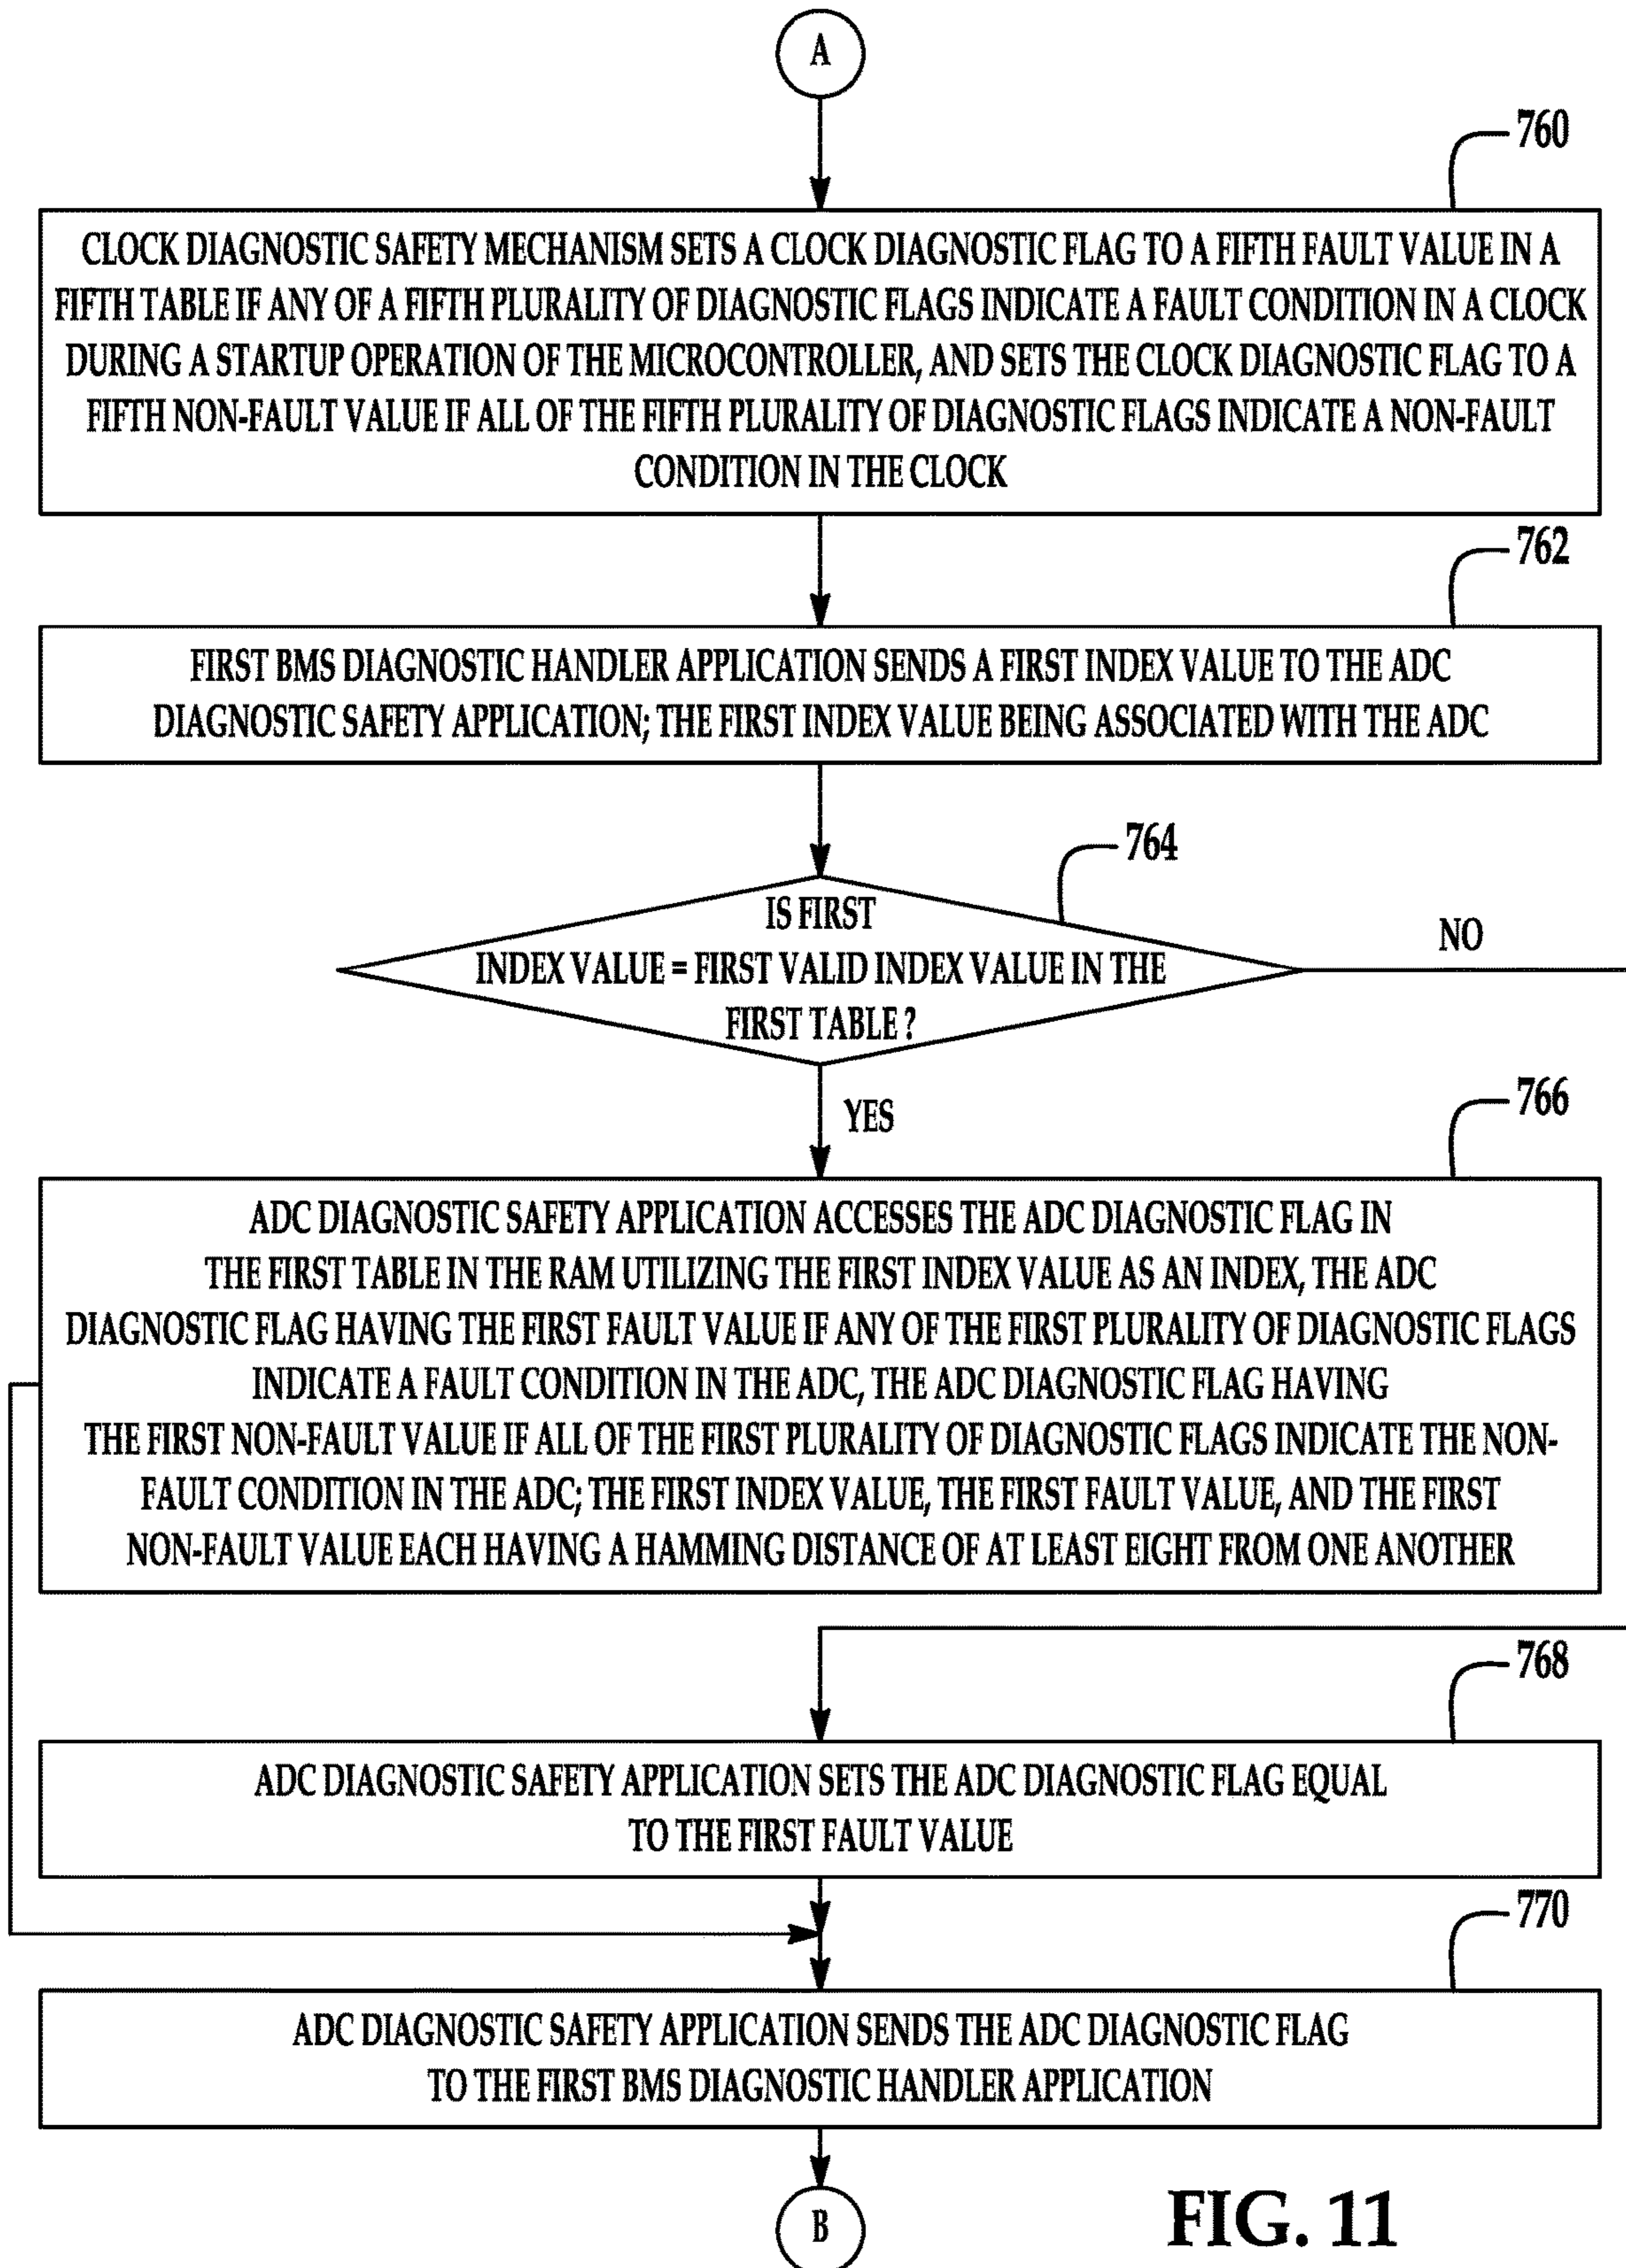 A
760
CLOCK DIAGNOSTIC SAFETY MECHANISM SETS A CLOCK DIAGNOSTIC FLAG TO A FIFTH FAULT VALUE IN A
FIFTH TABLE IF ANY OF A FIFTH PLURALITY OF DIAGNOSTIC FLAGS INDICATE A FAULT CONDITION IN A CLOCK
DURING A STARTUP OPERATION OF THE MICROCONTROLLER, AND SETS THE CLOCK DIAGNOSTIC FLAG TO A
FIFTH NON-FAULT VALUE IF ALL OF THE FIFTH PLURALITY OF DIAGNOSTIC FLAGS INDICATE A NON-FAULT
CONDITION IN THE CLOCK
762
FIRST BMS DIAGNOSTIC HANDLER APPLICATION SENDS A FIRST INDEX VALUE TO THE ADC
DIAGNOSTIC SAFETY APPLICATION; THE FIRST INDEX VALUE BEING ASSOCIATED WITH THE ADC
764
IS FIRST
INDEX VALUE = FIRST VALID INDEX VALUE IN THE
FIRST TABLE ?
NO
YES
766
ADC DIAGNOSTIC SAFETY APPLICATION ACCESSES THE ADC DIAGNOSTIC FLAG IN
THE FIRST TABLE IN THE RAM UTILIZING THE FIRST INDEX VALUE AS AN INDEX, THE ADC
DIAGNOSTIC FLAG HAVING THE FIRST FAULT VALUE IF ANY OF THE FIRST PLURALITY OF DIAGNOSTIC FLAGS
INDICATE A FAULT CONDITION IN THE ADC, THE ADC DIAGNOSTIC FLAG HAVING
THE FIRST NON-FAULT VALUE IF ALL OF THE FIRST PLURALITY OF DIAGNOSTIC FLAGS INDICATE THE NON-
FAULT CONDITION IN THE ADC; THE FIRST INDEX VALUE, THE FIRST FAULT VALUE, AND THE FIRST
NON-FAULT VALUE EACH HAVING A HAMMING DISTANCE OF AT LEAST EIGHT FROM ONE ANOTHER
768
ADC DIAGNOSTIC SAFETY APPLICATION SETS THE ADC DIAGNOSTIC FLAG EQUAL
TO THE FIRST FAULT VALUE
770
ADC DIAGNOSTIC SAFETY APPLICATION SENDS THE ADC DIAGNOSTIC FLAG
TO THE FIRST BMS DIAGNOSTIC HANDLER APPLICATION
B
FIG. 11